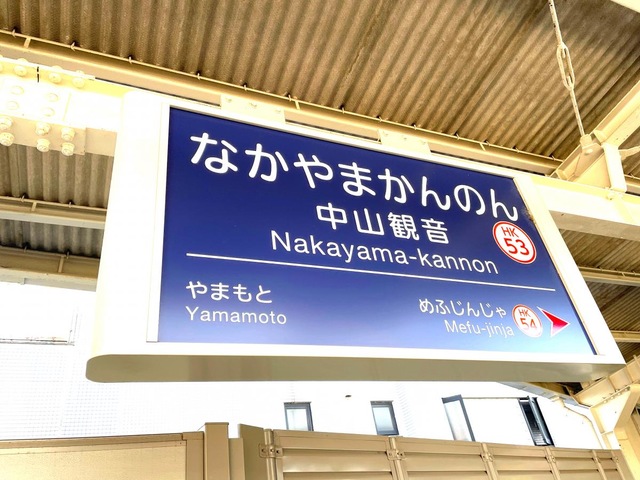 なかやまかんのん
中山観音
HK
53
Nakayama-kannon
やまもと
Yamamoto
めふじんじゃ
Mefu-jinja
HK
54